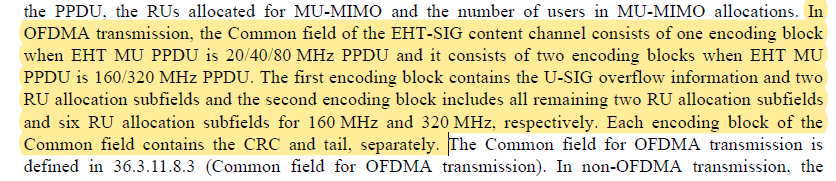 the PPDU, the RUs allocated for MU-MIMO and the number of users in MU-MIMO allocations. In
OFDMA transmission, the Common field of the EHT-SIG content channel consists of one encoding block
when EHT MU PPDU is 20/40/80 MHz PPDU and it consists of two encoding blocks when EHT MU
PPDU is 160/320 MHz PPDU. The first encoding block contains the U-SIG overflow information and two
RU allocation subfields and the second encoding block includes all remaining two RU allocation subfields
and six RU allocation subfields for 160 MHz and 320 MHz, respectively. Each encoding block of the
Common field contains the CRC and tail, separately. The Common field for OFDMA transmission is
defined in 36.3.11.8.3 (Common field for OFDMA transmission). In non-OFDMA transmission, the